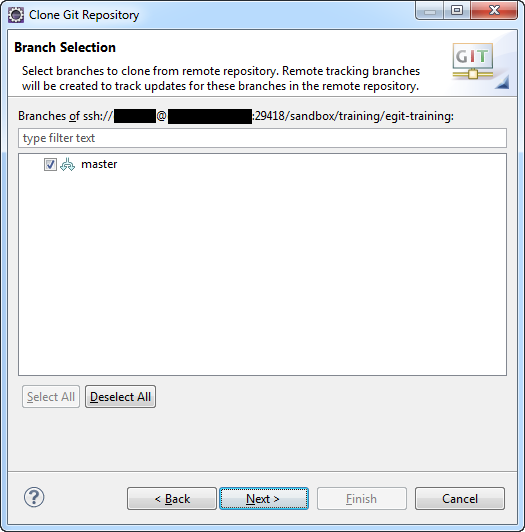 Clone Git Repository
Branch Selection
Select branches to clone from remote repository. Remote tracking branches
will be created to track updates for these branches in the remote repository.
GIT
Branches of ssh://@:29418/sandbox/training/egit-training:
type filter text
master
Select All Deselect All
? < Back Next > Finish Cancel